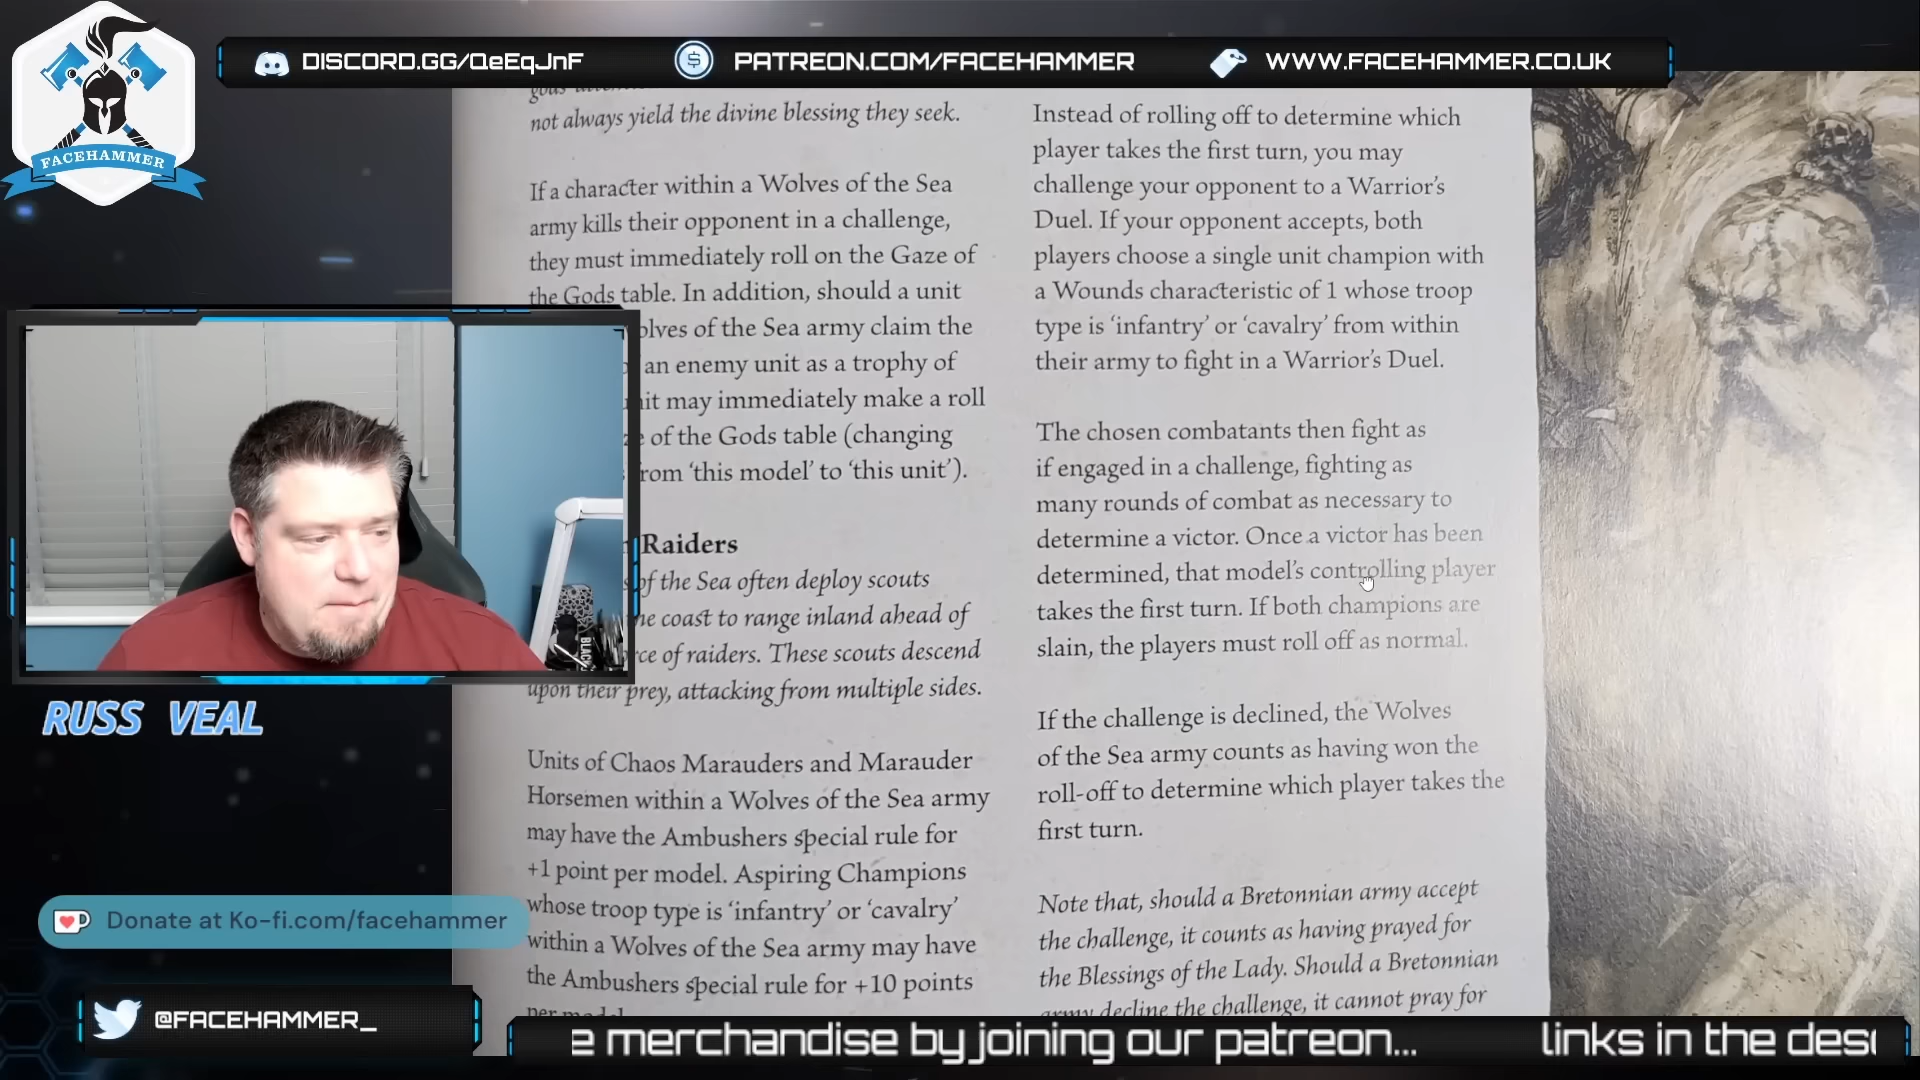 DISCORD.GG/QeEqJnF
PATREON.COM/FACEHAMMER
WWW.FACEHAMMER.CO.UK
FACEHAMMER
not always yield the divine blessing they seek.
If a character within a Wolves of the Sea
army kills their opponent in a challenge,
they must immediately roll on the Gaze of
the Gods table. In addition, should a unit
olves of the Sea army claim the
an enemy unit as a trophy of
it may immediately make a roll
of the Gods table (changing
rom ‘this model’ to ‘this unit’).
Raiders
of the Sea often deploy scouts
he coast to range inland ahead of
rce of raiders. These scouts descend
upon their prey, attacking from multiple sides.
Units of Chaos Marauders and Marauder
Horsemen within a Wolves of the Sea army
may have the Ambushers special rule for
+1 point per model. Aspiring Champions
whose troop type is ‘infantry’ or ‘cavalry’
within a Wolves of the Sea army may have
the Ambushers special rule for +10 points
Instead of rolling off to determine which
player takes the first turn, you may
challenge your opponent to a Warrior’s
Duel. If your opponent accepts, both
players choose a single unit champion with
a Wounds characteristic of 1 whose troop
type is ‘infantry’ or ‘cavalry’ from within
their army to fight in a Warrior’s Duel.
The chosen combatants then fight as
if engaged in a challenge, fighting as
many rounds of combat as necessary to
determine a victor. Once a victor has been
determined, that model’s controlling player
takes the first turn. If both champions are
slain, the players must roll off as normal.
If the challenge is declined, the Wolves
of the Sea army counts as having won the
roll-off to determine which player takes the
first turn.
Note that, should a Bretonnian army accept
the challenge, it counts as having prayed for
the Blessings of the Lady. Should a Bretonnian
army decline the challenge, it cannot pray for
RUSS VEAL
Donate at Ko-fi.com/facehammer
@FACEHAMMER_
e merchandise by joining our patreon... links in the des